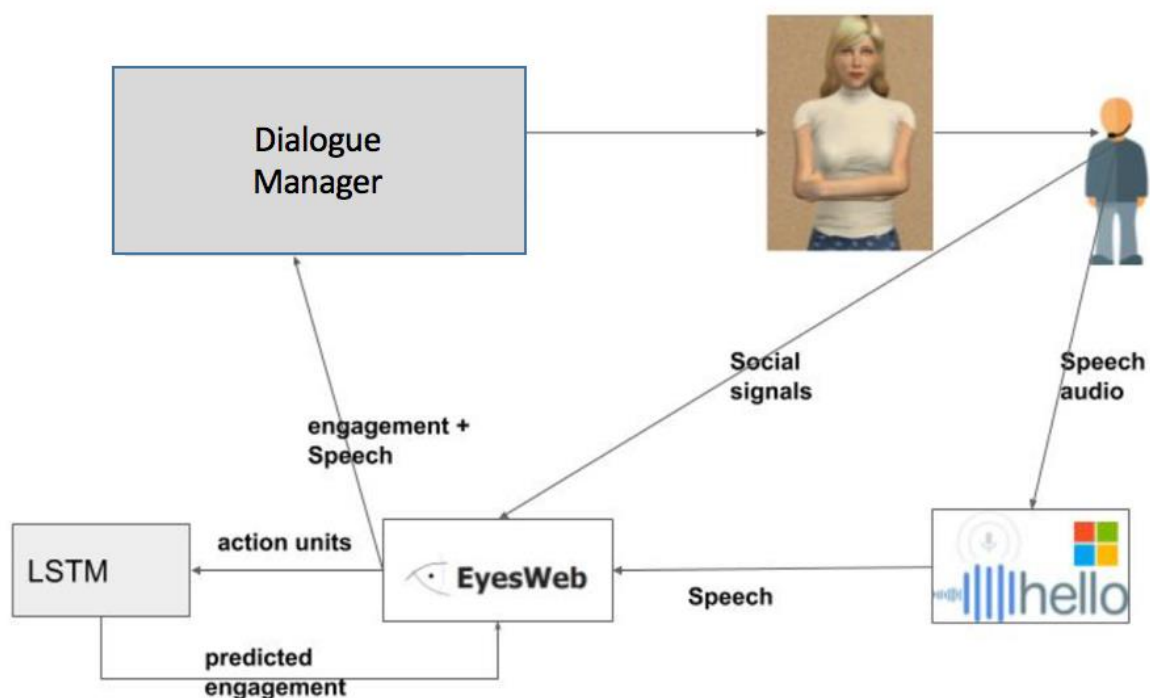 Dialogue
Manager
Social
signals
Speech
audio
engagement +
Speech
LSTM
action units
EyesWeb
Speech
hello
predicted
engagement